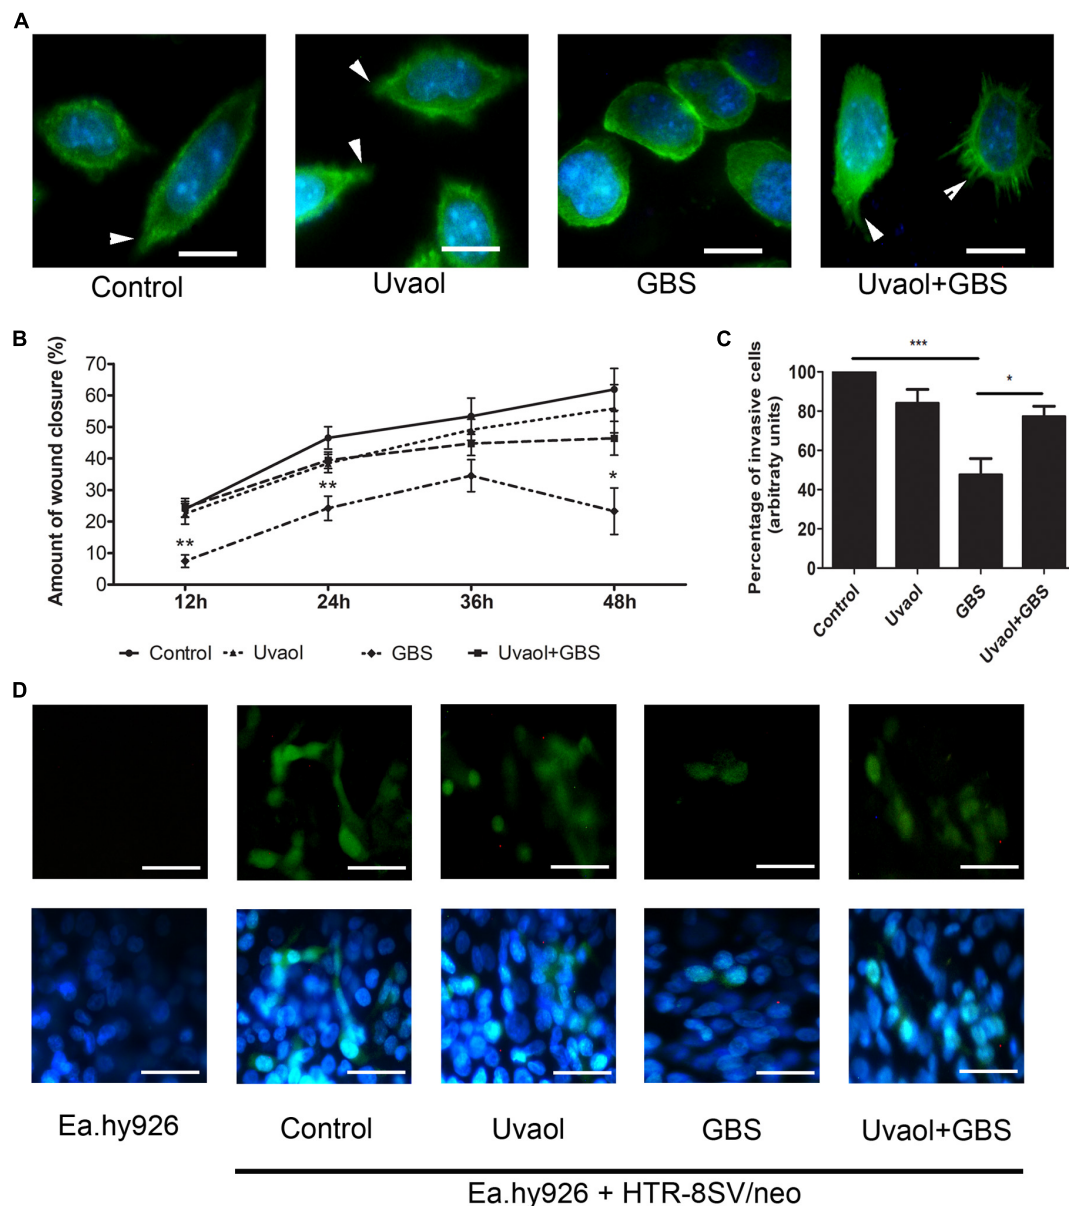 A
Control
Uvaol
GBS
Uvaol+GBS
B
Amount of wound closure (%)
70
60
50
40
30
20
10
0
**
**
*
12h
24h
36h
48h
Control
Uvaol
GBS
Uvaol+GBS
C
Percentage of invasive cells
(arbitraty units)
100
80
60
40
20
0
***
*
Control
Uvaol
GBS
Uvaol+GBS
D
Ea.hy926
Control
Uvaol
GBS
Uvaol+GBS
Ea.hy926 + HTR-8SV/neo